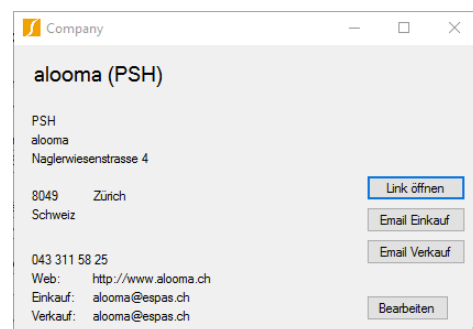 Company
alooma (PSH)
PSH
alooma
Naglerwiesenstrasse 4
8049 Zürich
Schweiz
043 311 58 25
Web: http://www.alooma.ch
Einkauf: alooma@espas.ch
Verkauf: alooma@espas.ch
Link öffnen
Email Einkauf
Email Verkauf
Bearbeiten